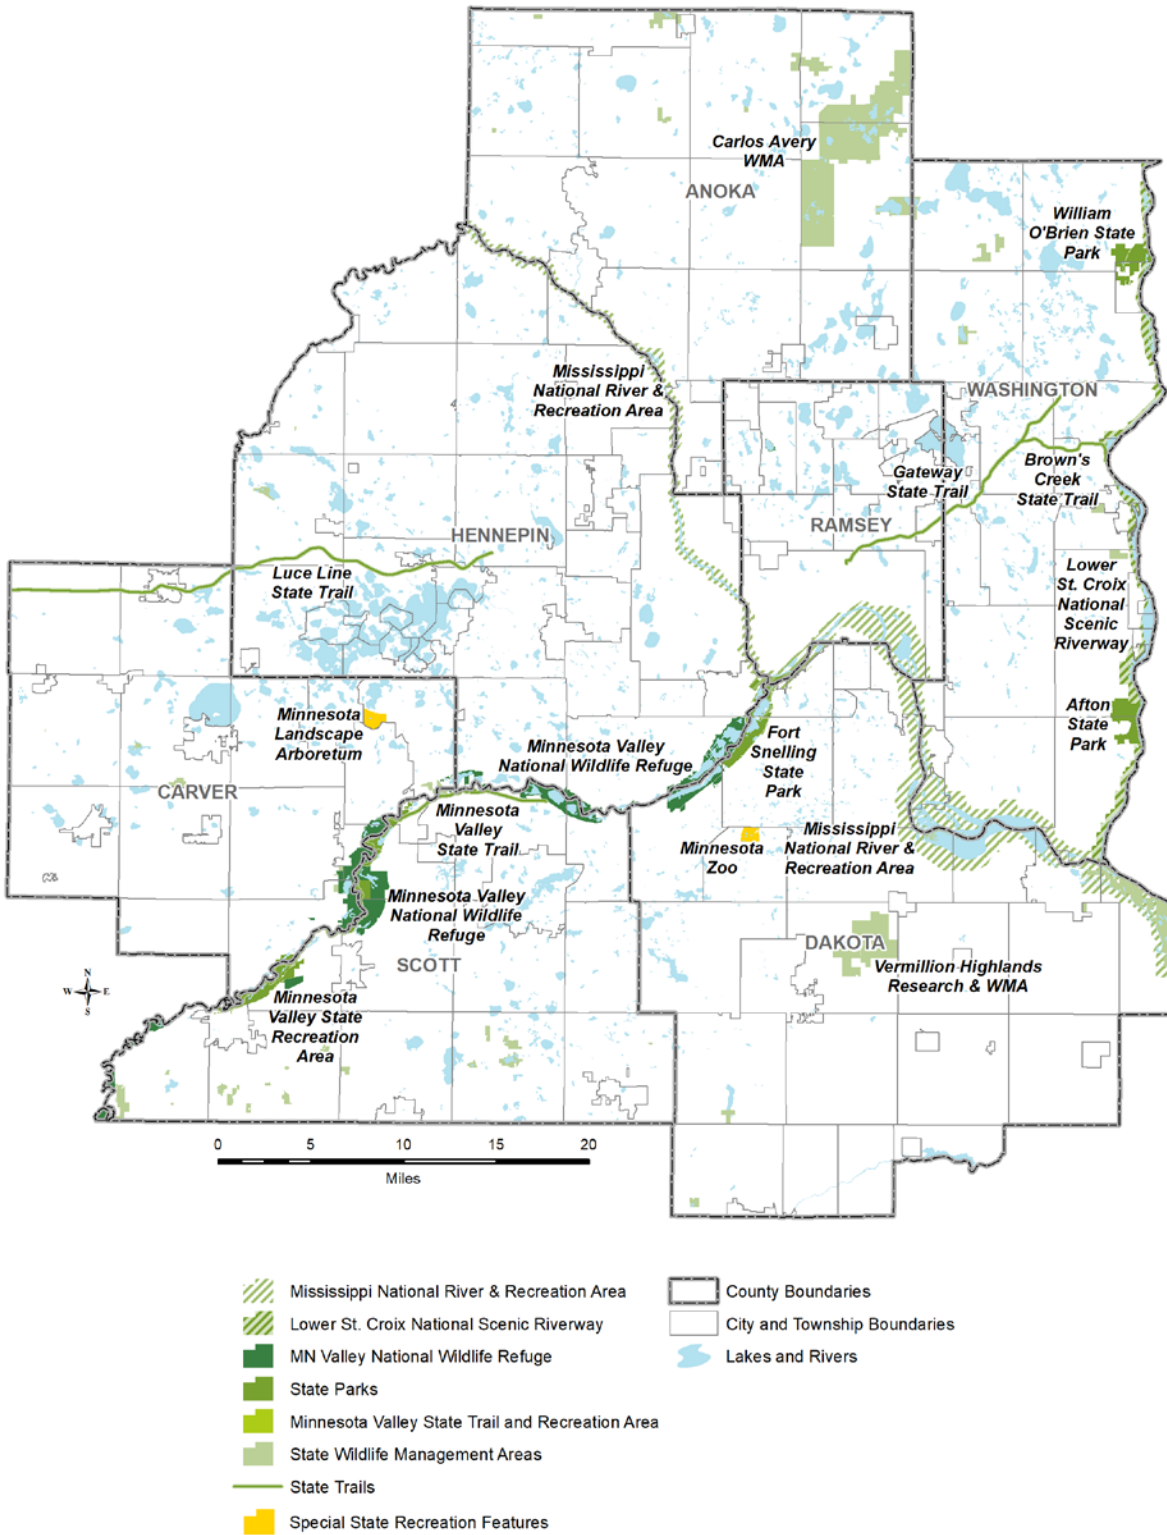 Carlos Avery
WMA
ANOKA
William
O'Brien State
Park
Mississippi
National River &
Recreation Area
WASHINGTON
Gateway
State Trail
Brown's
Creek
State Trail
RAMSEY
HENNEPIN
Luce Line
State Trail
Lower
St. Croix
National
Scenic
Riverway
Minnesota
Landscape
Arboretum
Afton
State
Park
Minnesota Valley
National Wildlife Refuge
Fort
Snelling
State
Park
CARVER
Minnesota
Valley
State Trail
Minnesota
Zoo
Mississippi
National River &
Recreation Area
Minnesota Valley
National Wildlife
Refuge
DAKOTA
SCOTT
Vermillion Highlands
Research & WMA
N
W E
S
Minnesota
Valley State
Recreation
Area
0 5 10 15 20
Miles
Mississippi National River & Recreation Area
Lower St. Croix National Scenic Riverway
MN Valley National Wildlife Refuge
State Parks
Minnesota Valley State Trail and Recreation Area
State Wildlife Management Areas
State Trails
Special State Recreation Features
County Boundaries
City and Township Boundaries
Lakes and Rivers